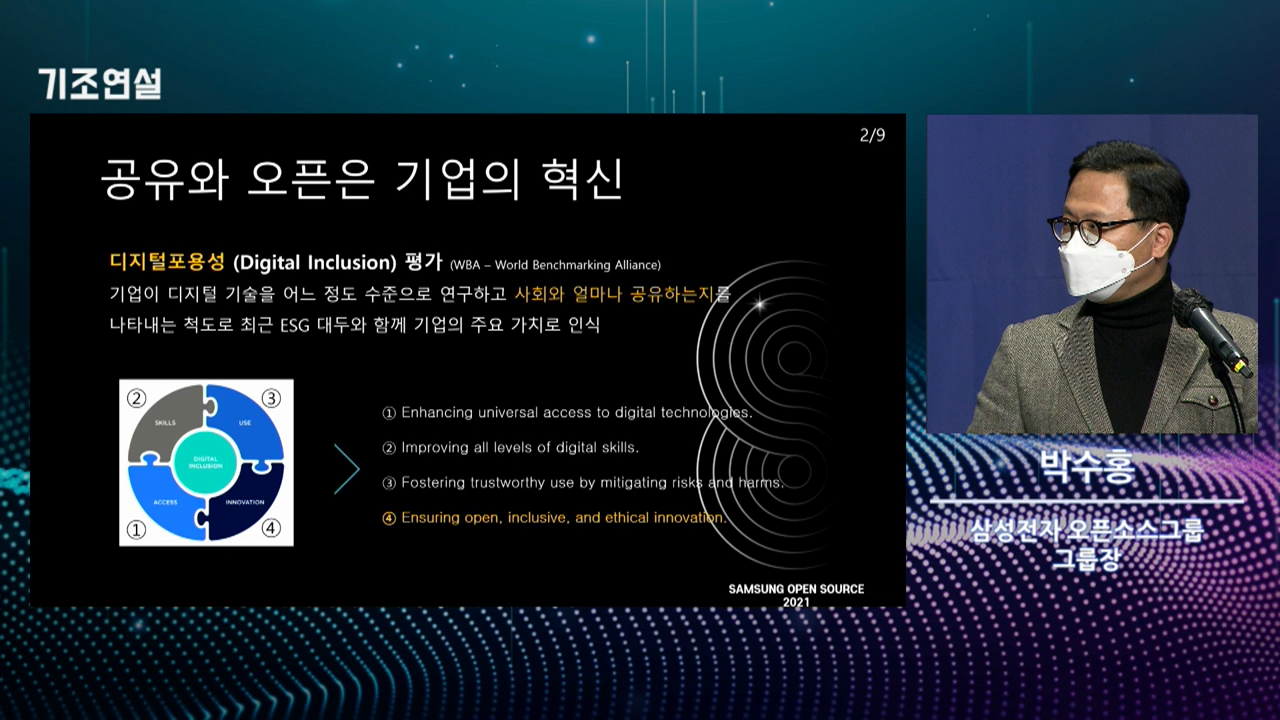 기조연설
2/9
공유와 오픈은 기업의 혁신
디지털포용성 (Digital Inclusion) 평가 (WBA – World Benchmarking Alliance)
기업이 디지털 기술을 어느 정도 수준으로 연구하고 사회와 얼마나 공유하는지를
나타내는 척도로 최근 ESG 대두와 함께 기업의 주요 가치로 인식
② ③
SKILLS USE
DIGITAL
INCLUSION
ACCESS INNOVATION
① ④
① Enhancing universal access to digital technologies.
② Improving all levels of digital skills.
③ Fostering trustworthy use by mitigating risks and harms.
④ Ensuring open, inclusive, and ethical innovation.
SAMSUNG OPEN SOURCE
2021
박수홍
삼성전자 오픈소스그룹
그룹장